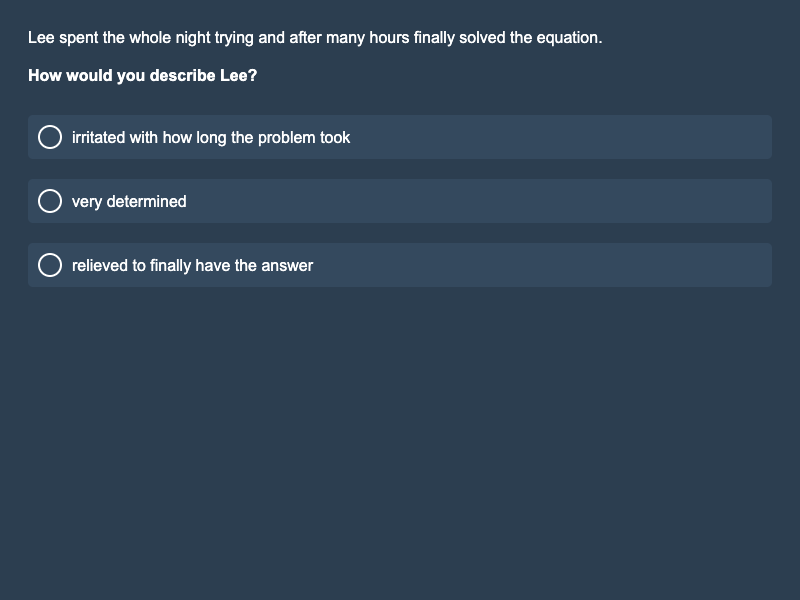 Lee spent the whole night trying and after many hours finally solved the equation.
How would you describe Lee?
irritated with how long the problem took
very determined
relieved to finally have the answer